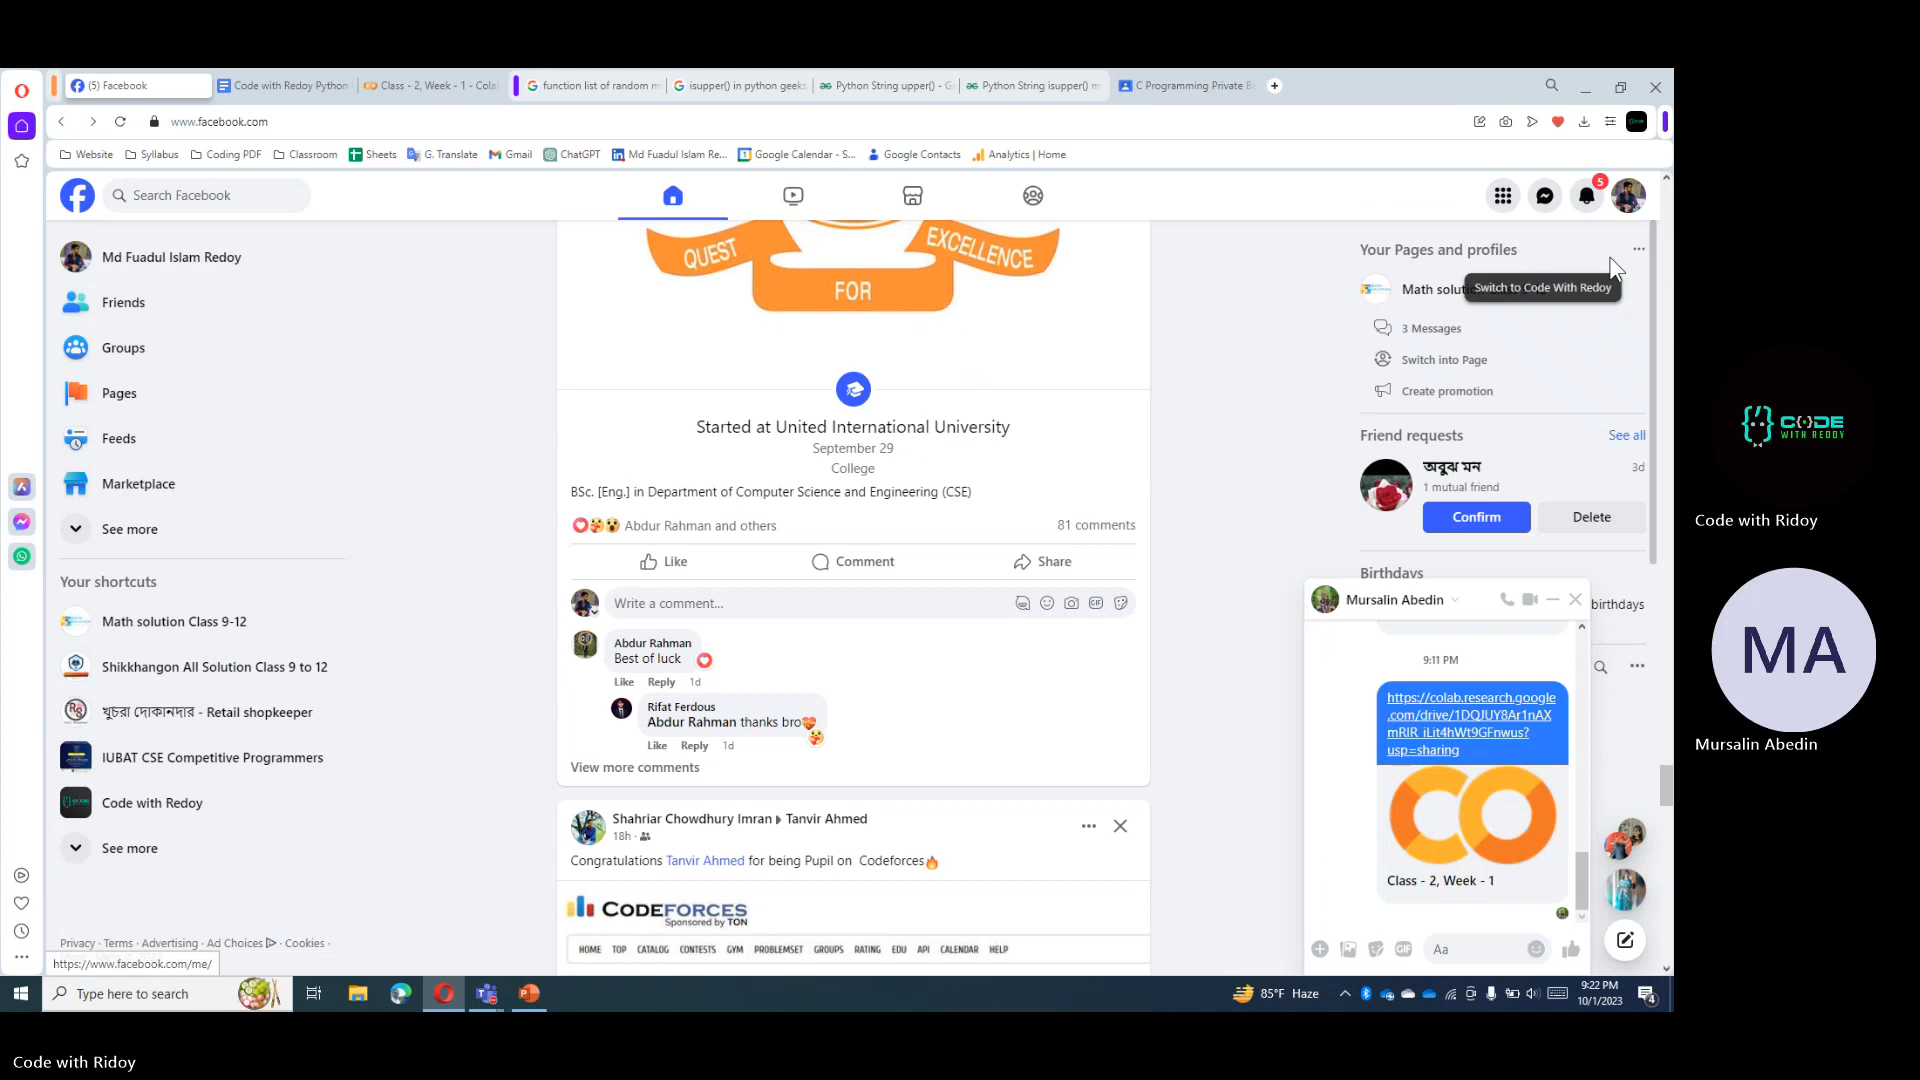 (5) Facebook
Code with Redoy Python
Class - 2, Week - 1 - Cola
function list of random m
isupper() in python geeks
Python String upper() - G
Python String isupper() m
C Programming Private B
www.facebook.com
Website
Syllabus
Coding PDF
Classroom
Sheets
G. Translate
Gmail
ChatGPT
Md Fuadul Islam Re...
Google Calendar - S...
Google Contacts
Analytics | Home
Search Facebook
5
Md Fuadul Islam Redoy
Friends
Groups
Pages
Feeds
Marketplace
See more
Your shortcuts
Math solution Class 9-12
Shikkhangon All Solution Class 9 to 12
খুচরা দোকানদার - Retail shopkeeper
IUBAT CSE Competitive Programmers
Code with Redoy
See more
Privacy · Terms · Advertising · Ad Choices · Cookies ·
https://www.facebook.com/me/
QUEST
FOR
EXCELLENCE
Started at United International University
September 29
College
BSc. [Eng.] in Department of Computer Science and Engineering (CSE)
Abdur Rahman and others
81 comments
Like
Comment
Share
Write a comment...
GIF
Abdur Rahman
Best of luck
Like Reply 1d
Rifat Ferdous
Abdur Rahman thanks bro
Like Reply 1d
View more comments
Shahriar Chowdhury Imran ▸ Tanvir Ahmed
18h ·
Congratulations Tanvir Ahmed for being Pupil on Codeforces
CODEFORCES
Sponsored by TON
HOME TOP CATALOG CONTESTS GYM PROBLEMSET GROUPS RATING EDU API CALENDAR HELP
Your Pages and profiles
Math solut
Switch to Code With Redoy
3 Messages
Switch into Page
Create promotion
Friend requests
See all
অবুঝ মন
3d
1 mutual friend
Confirm
Delete
Birthdays
birthdays
Mursalin Abedin
9:11 PM
https://colab.research.google
.com/drive/1DQJUY8Ar1nAX
mRlR_iLit4hWt9GFnwus?
usp=sharing
Class - 2, Week - 1
GIF
Aa
Type here to search
85°F Haze
9:22 PM
10/1/2023
4
CODE
WITH REDOY
Code with Ridoy
MA
Mursalin Abedin
Code with Ridoy